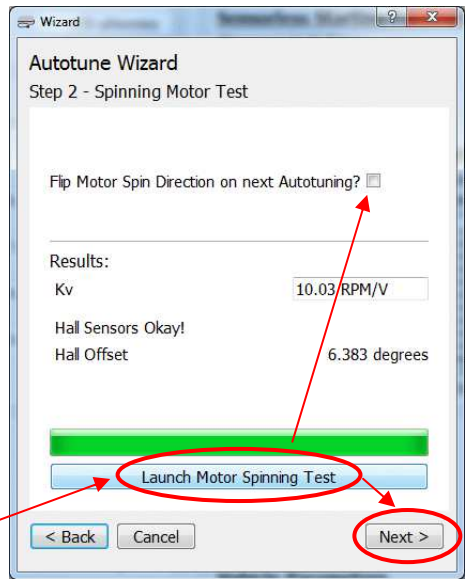 Wizard
Autotune Wizard
Step 2 - Spinning Motor Test
Flip Motor Spin Direction on next Autotuning?
Results:
Kv 10.03 RPM/V
Hall Sensors Okay!
Hall Offset 6.383 degrees
Launch Motor Spinning Test
< Back Cancel Next >